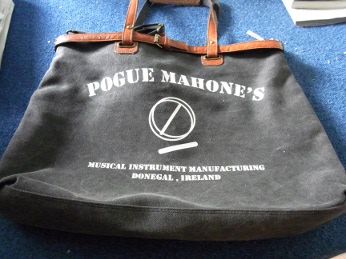 POGUE MAHONE'S
MUSICAL INSTRUMENT MANUFACTURING
DONEGAL , IRELAND